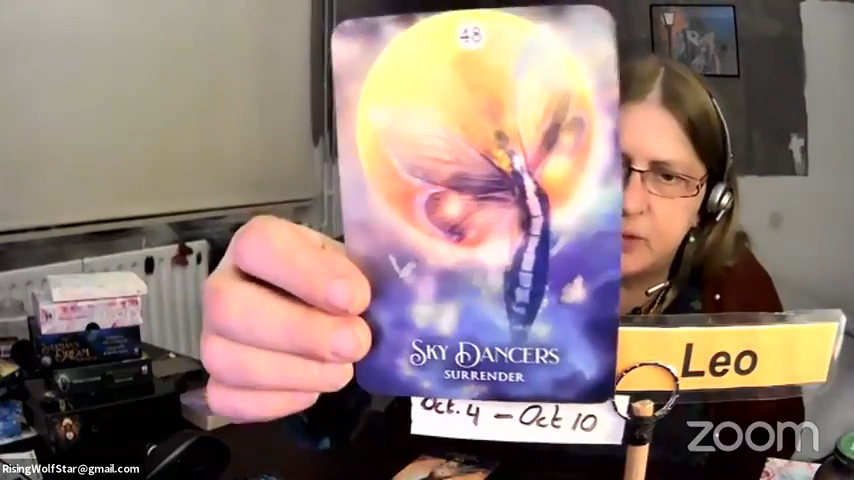 48
SKY DANCERS
SURRENDER
Leo
Oct. 4 – Oct 10
zoom
RisingWolfStar@gmail.com